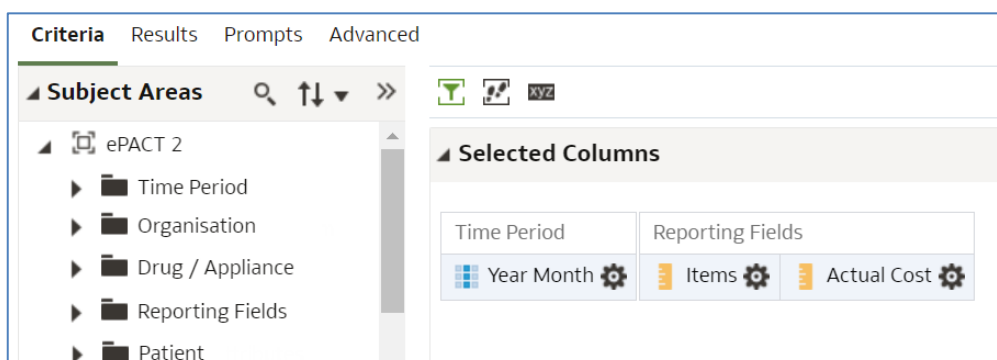 Criteria Results Prompts Advanced
Subject Areas
xyz
ePACT 2
Selected Columns
Time Period
Organisation
Time Period Reporting Fields
Drug / Appliance
Year Month Items Actual Cost
Reporting Fields
Patient